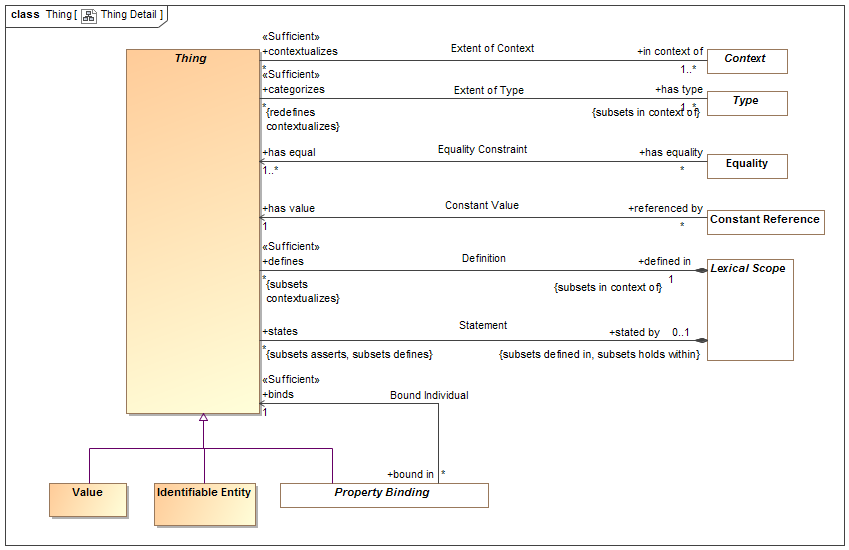 class Thing [ Thing Detail ]
Thing
«Sufficient»
+contextualizes
Extent of Context
+in context of
*
1..*
Context
«Sufficient»
+categorizes
Extent of Type
+has type
*
1..*
Type
{redefines
contextualizes}
{subsets in context of}
+has equal
Equality Constraint
+has equality
1..*
*
Equality
+has value
Constant Value
+referenced by
1
*
Constant Reference
«Sufficient»
+defines
Definition
+defined in
*
1
Lexical Scope
{subsets
contextualizes}
{subsets in context of}
+states
Statement
+stated by 0..1
*
{subsets asserts, subsets defines}
{subsets defined in, subsets holds within}
«Sufficient»
+binds
Bound Individual
1
+bound in *
Value
Identifiable Entity
Property Binding